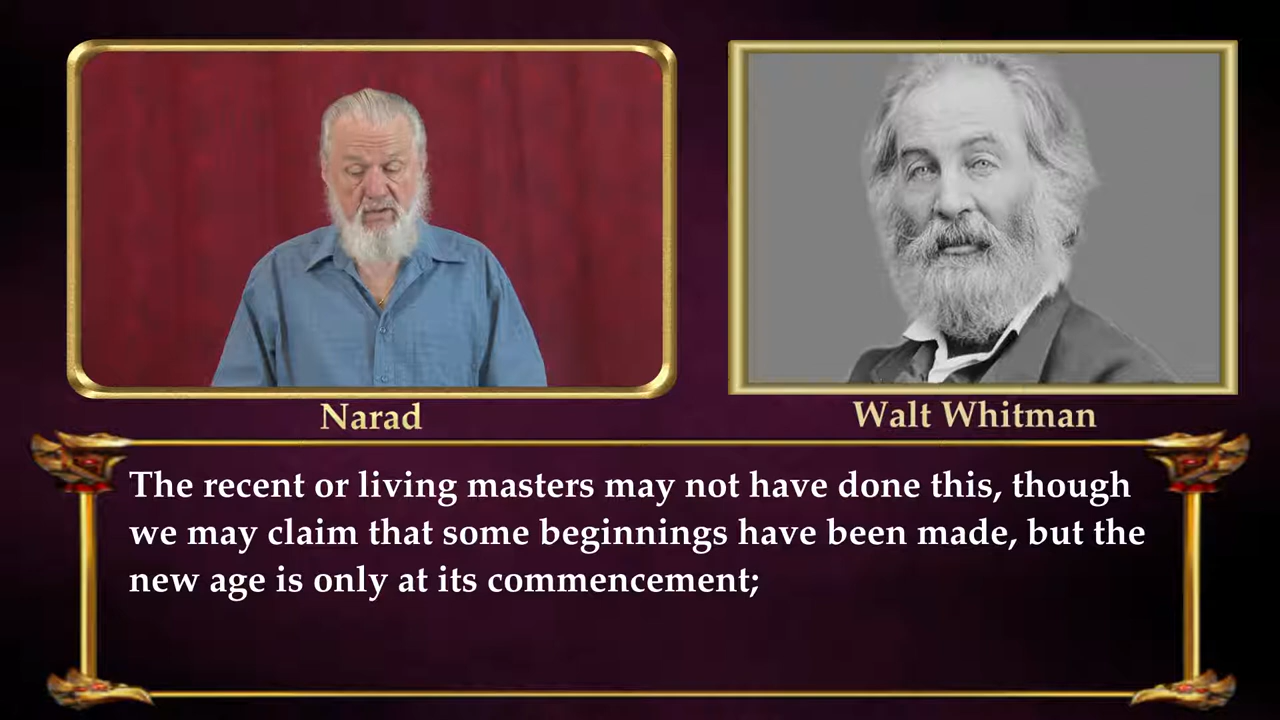 Narad
Walt Whitman
The recent or living masters may not have done this, though
we may claim that some beginnings have been made, but the
new age is only at its commencement;